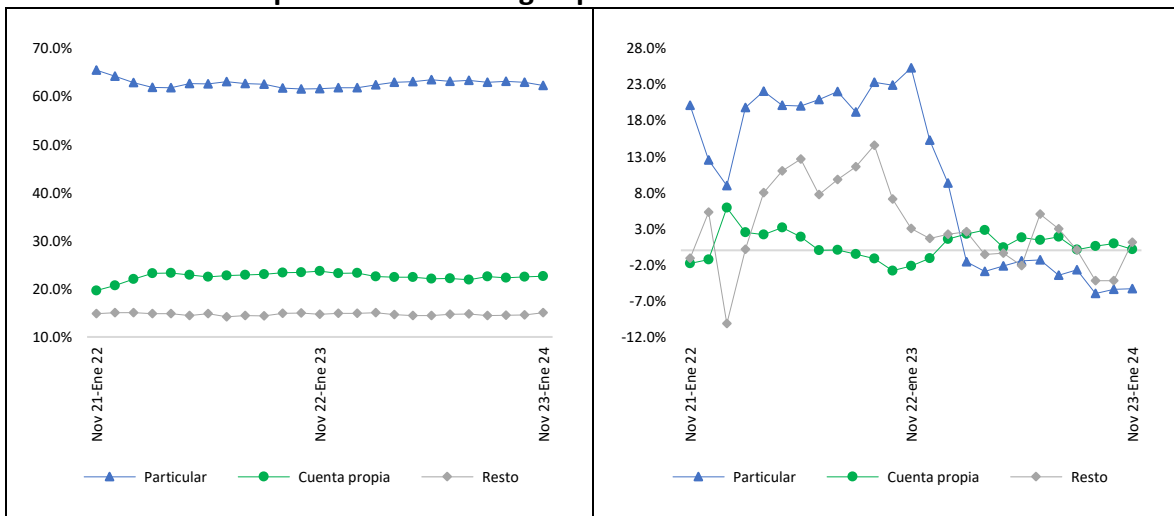 70.0%
60.0%
50.0%
40.0%
30.0%
20.0%
10.0%
Nov 21-Ene 22
Nov 22-Ene 23
Nov 23-Ene 24
Particular
Cuenta propia
Resto
28.0%
23.0%
18.0%
13.0%
8.0%
3.0%
-2.0%
-7.0%
-12.0%
Nov 21-Ene 22
Nov 22-ene 23
Nov 23-Ene 24
Particular
Cuenta propia
Resto